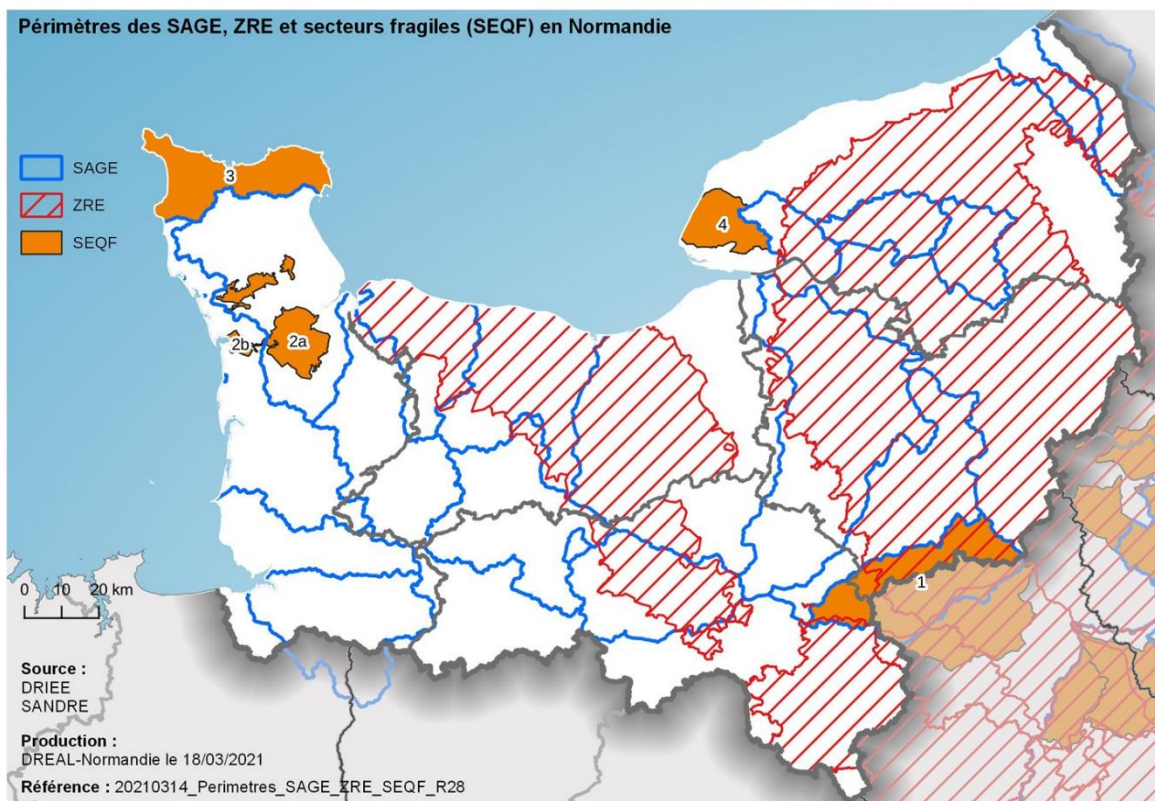 Périmètres des SAGE, ZRE et secteurs fragiles (SEQF) en Normandie
SAGE
ZRE
SEQF
3
4
2b
2a
1
0 10 20 km
Source :
DRIEE
SANDRE
Production :
DREAL-Normandie le 18/03/2021
Référence : 20210314_Perimetres_SAGE_ZRE_SEQF_R28